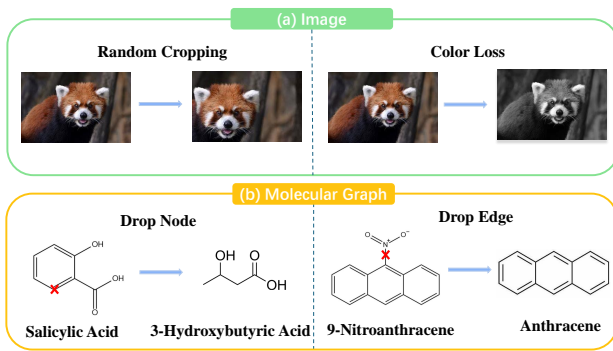 (a) Image
Random Cropping
Color Loss
(b) Molecular Graph
Drop Node
Drop Edge
OH
OH
O
OH
O
OH
O
N+
O-
Salicylic Acid
3-Hydroxybutyric Acid
9-Nitroanthracene
Anthracene